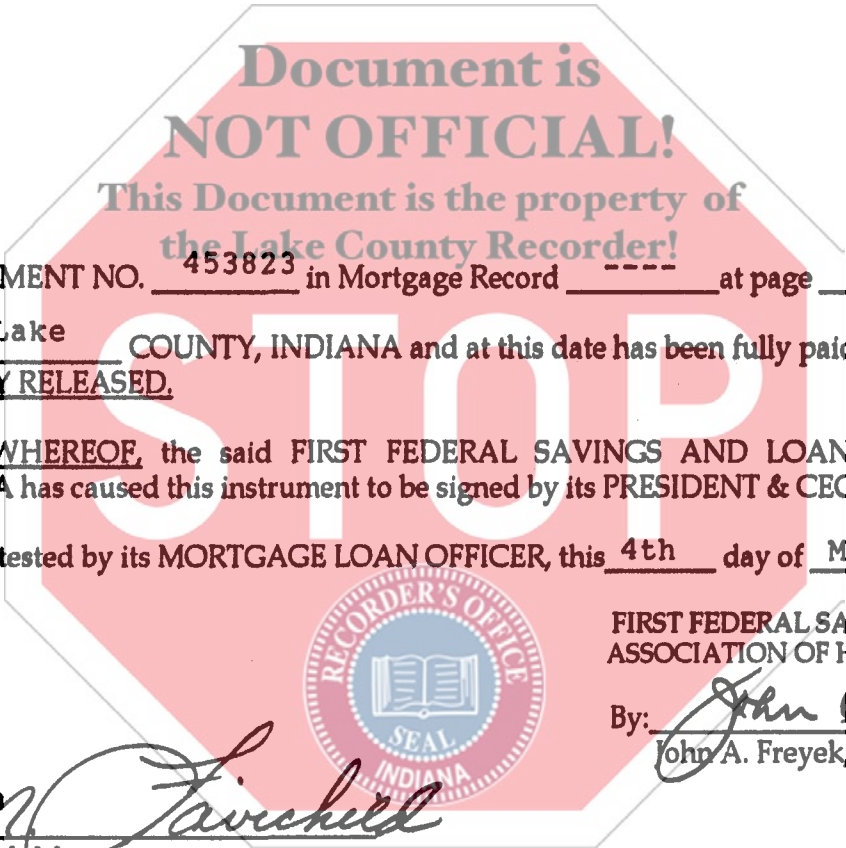 Document is
NOT OFFICIAL!
This Document is the property of
the Lake County Recorder!
MENT NO. 453823 in Mortgage Record ---- at page
Lake COUNTY, INDIANA and at this date has been fully paid
Y RELEASED.
STOP
WHEREOF, the said FIRST FEDERAL SAVINGS AND LOAN
A has caused this instrument to be signed by its PRESIDENT & CEO
tested by its MORTGAGE LOAN OFFICER, this 4th day of M
RECORDER'S OFFICE
SEAL
INDIANA
FIRST FEDERAL SA
ASSOCIATION OF H
By: John
John A. Freyek,
Fairchild